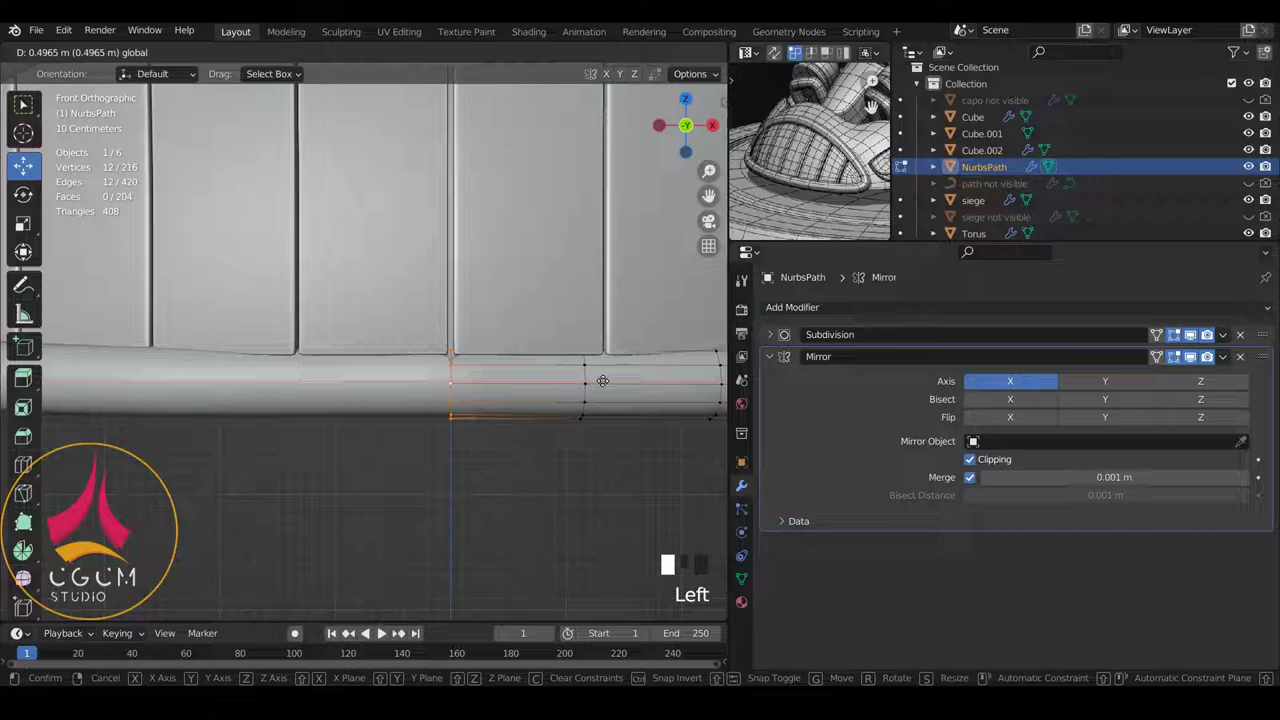 File Edit Render Window Help Layout Modeling Sculpting UV Editing Texture Paint Shading Animation Rendering Compositing Geometry Nodes Scripting + Scene ViewLayer
D: 0.4965 m (0.4965 m) global
Orientation: Default Drag: Select Box X Y Z Options
Front Orthographic
(1) NurbsPath
10 Centimeters
Objects 1/6
Vertices 12/216
Edges 12/420
Faces 0/204
Triangles 408
Z
-Y
X
Scene Collection
Collection
capo not visible
Cube
Cube.001
Cube.002
NurbsPath
path not visible
siege
siege not visible
Torus
NurbsPath > Mirror
Add Modifier
Subdivision
Mirror
Axis X Y Z
Bisect X Y Z
Flip X Y Z
Mirror Object
Clipping
Merge 0.001 m
Bisect Distance 0.001 m
Data
CGCM
STUDIO
Left
Playback Keying View Marker 1 Start 1 End 250
1 20 40 60 80 100 120 140 160 180 200 220 240
Confirm Cancel X X Axis Y Y Axis Z Z Axis X X Plane Y Y Plane Z Z Plane C Clear Constraints Ctrl Snap Invert Snap Toggle G Move R Rotate S Resize Automatic Constraint Automatic Constraint Plane